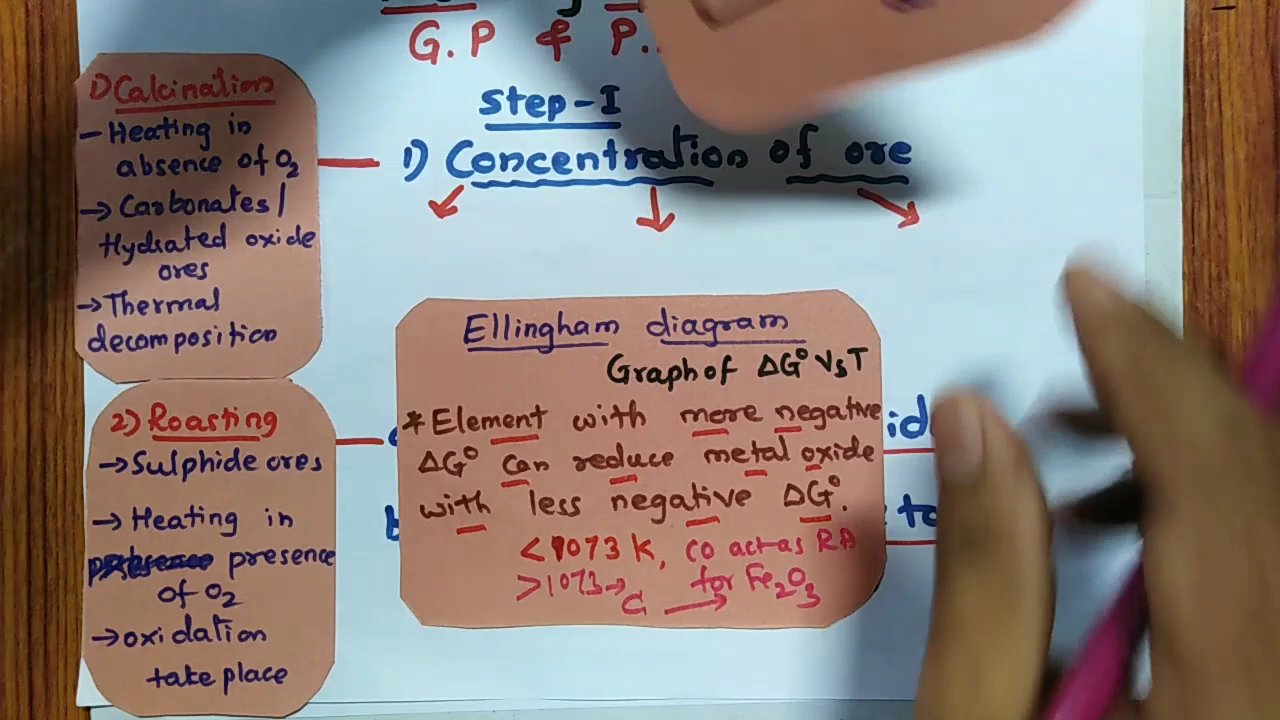 G.P & P.
Step-I
1) Concentration of ore
1) Calcination
- Heating in
absence of O₂
→ Carbonates/
Hydrated oxide
ores
→ Thermal
decomposition
2) Roasting
→ Sulphide ores
→ Heating in
presence
of O₂
→ oxidation
take place
Ellingham diagram
Graph of ΔG° Vs T
* Element with more negative
ΔG° can reduce metal oxide
with less negative ΔG°.
<1073 K, CO act as RA
>1073 → C → for Fe₂O₃
id
to